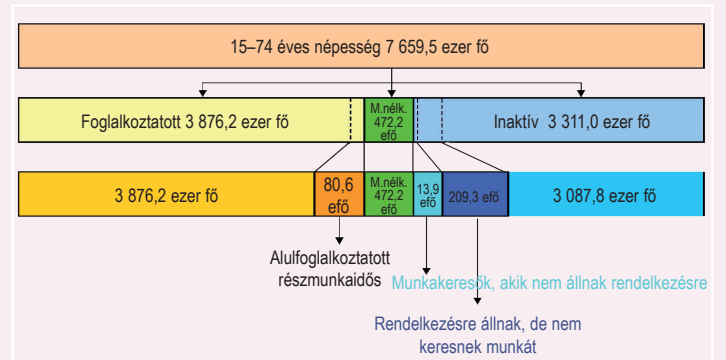 15–74 éves népesség 7 659,5 ezer fő
Foglalkoztatott 3 876,2 ezer fő
M.nélk.
472,2
efő
Inaktív 3 311,0 ezer fő
3 876,2 ezer fő
80,6
efő
M.nélk.
472,2
efő
13,9
efő
209,3 efő
3 087,8 ezer fő
Alulfoglalkoztatott
részmunkaidős
Munkakeresők, akik nem állnak rendelkezésre
Rendelkezésre állnak, de nem
keresnek munkát